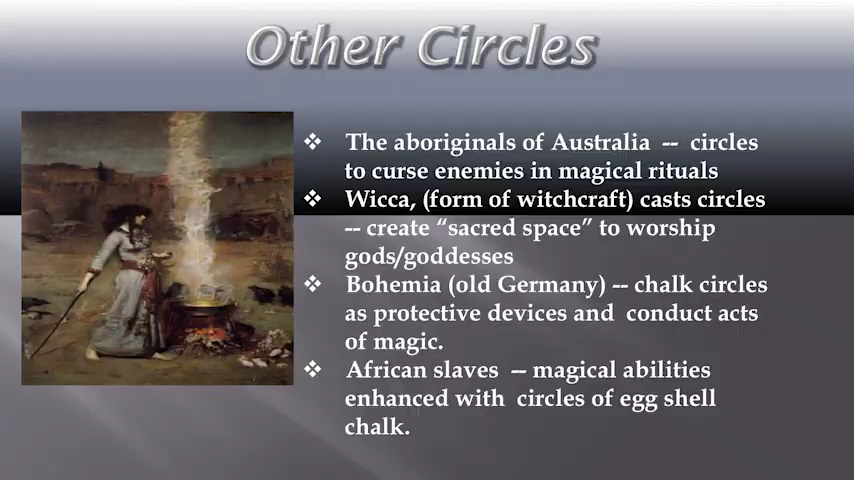 Other Circles
❖ The aboriginals of Australia -- circles
to curse enemies in magical rituals
❖ Wicca, (form of witchcraft) casts circles
-- create “sacred space” to worship
gods/goddesses
❖ Bohemia (old Germany) -- chalk circles
as protective devices and conduct acts
of magic.
❖ African slaves -- magical abilities
enhanced with circles of egg shell
chalk.